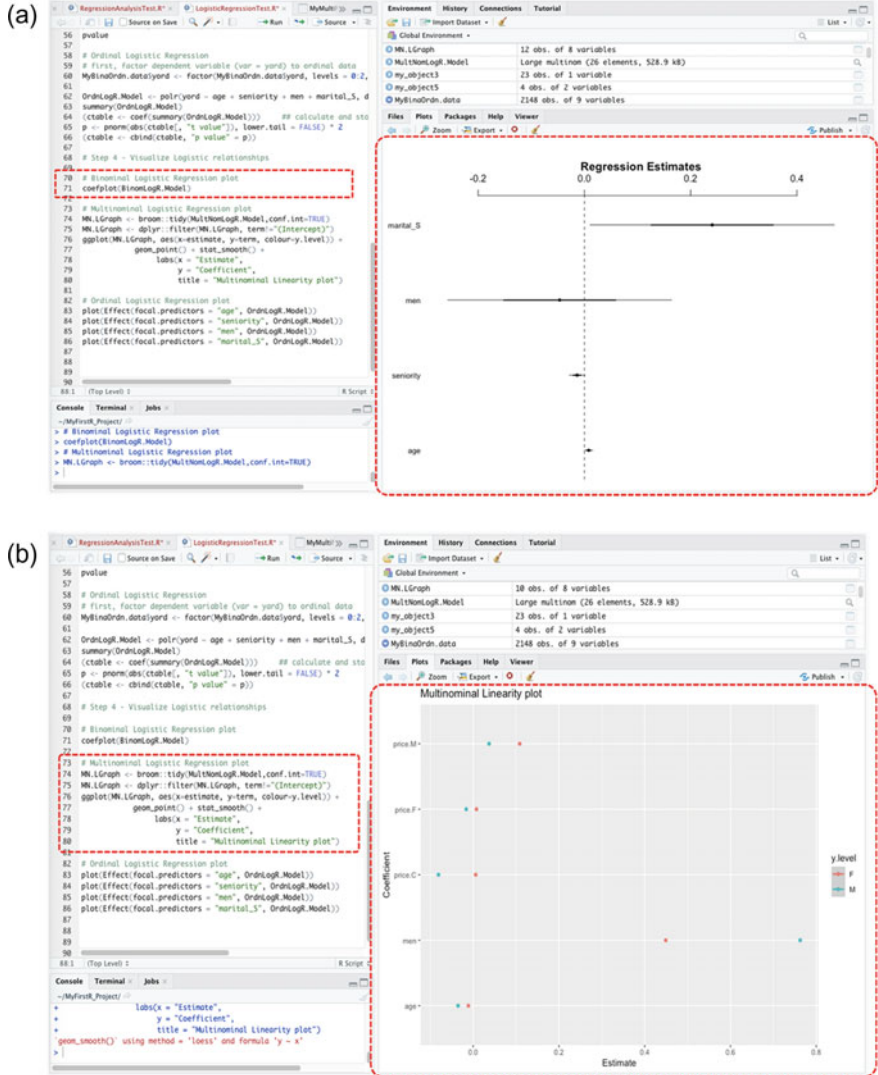 (a)
RegressionAnalysisTest.R* LogisticRegressionTest.R* MyMulti
Source on Save Run Source
56 pvalue
57
58 # Ordinal Logistic Regression
59 # first, factor dependent variable (var = yard) to ordinal data
60 MyBinaOrdn.data$yord <- factor(MyBinaOrdn.data$yord, levels = 0:2,
61
62 OrdnLogR.Model <- polr(yord ~ age + seniority + men + marital_S, d
63 summary(OrdnLogR.Model)
64 (ctable <- coef(summary(OrdnLogR.Model))) ## calculate and sto
65 p <- pnorm(abs(ctable[, "t value"]), lower.tail = FALSE) * 2
66 (ctable <- cbind(ctable, "p value" = p))
67
68 # Step 4 - Visualize Logistic relationships
69
70 # Binominal Logistic Regression plot
71 coefplot(BinomLogR.Model)
72
73 # Multinominal Logistic Regression plot
74 MN.LGraph <- broom::tidy(MultNomLogR.Model,conf.int=TRUE)
75 MN.LGraph <- dplyr::filter(MN.LGraph, term!="(Intercept)")
76 ggplot(MN.LGraph, aes(x=estimate, y=term, colour=y.level)) +
77 geom_point() + stat_smooth() +
78 labs(x = "Estimate",
79 y = "Coefficient",
80 title = "Multinominal Linearity plot")
81
82 # Ordinal Logistic Regression plot
83 plot(Effect(focal.predictors = "age", OrdnLogR.Model))
84 plot(Effect(focal.predictors = "seniority", OrdnLogR.Model))
85 plot(Effect(focal.predictors = "men", OrdnLogR.Model))
86 plot(Effect(focal.predictors = "marital_S", OrdnLogR.Model))
87
88
89
90
88:1 (Top Level) R Script
Console Terminal Jobs
~/MyFirstR_Project/
> # Binominal Logistic Regression plot
> coefplot(BinomLogR.Model)
> # Multinominal Logistic Regression plot
> MN.LGraph <- broom::tidy(MultNomLogR.Model,conf.int=TRUE)
>
Environment History Connections Tutorial
Import Dataset List
Global Environment
MN.LGraph 12 obs. of 8 variables
MultNomLogR.Model Large multinom (26 elements, 528.9 kB)
my_object3 23 obs. of 1 variable
my_object5 4 obs. of 2 variables
MyBinaOrdn.data 2148 obs. of 9 variables
Files Plots Packages Help Viewer
Zoom Export Publish
Regression Estimates
-0.2 0.0 0.2 0.4
marital_S
men
seniority
age
(b)
RegressionAnalysisTest.R* LogisticRegressionTest.R* MyMulti
Source on Save Run Source
56 pvalue
57
58 # Ordinal Logistic Regression
59 # first, factor dependent variable (var = yard) to ordinal data
60 MyBinaOrdn.data$yord <- factor(MyBinaOrdn.data$yord, levels = 0:2,
61
62 OrdnLogR.Model <- polr(yord ~ age + seniority + men + marital_S, d
63 summary(OrdnLogR.Model)
64 (ctable <- coef(summary(OrdnLogR.Model))) ## calculate and sto
65 p <- pnorm(abs(ctable[, "t value"]), lower.tail = FALSE) * 2
66 (ctable <- cbind(ctable, "p value" = p))
67
68 # Step 4 - Visualize Logistic relationships
69
70 # Binominal Logistic Regression plot
71 coefplot(BinomLogR.Model)
72
73 # Multinominal Logistic Regression plot
74 MN.LGraph <- broom::tidy(MultNomLogR.Model,conf.int=TRUE)
75 MN.LGraph <- dplyr::filter(MN.LGraph, term!="(Intercept)")
76 ggplot(MN.LGraph, aes(x=estimate, y=term, colour=y.level)) +
77 geom_point() + stat_smooth() +
78 labs(x = "Estimate",
79 y = "Coefficient",
80 title = "Multinominal Linearity plot")
81
82 # Ordinal Logistic Regression plot
83 plot(Effect(focal.predictors = "age", OrdnLogR.Model))
84 plot(Effect(focal.predictors = "seniority", OrdnLogR.Model))
85 plot(Effect(focal.predictors = "men", OrdnLogR.Model))
86 plot(Effect(focal.predictors = "marital_S", OrdnLogR.Model))
87
88
89
90
88:1 (Top Level) R Script
Console Terminal Jobs
~/MyFirstR_Project/
+ labs(x = "Estimate",
+ y = "Coefficient",
+ title = "Multinominal Linearity plot")
`geom_smooth()` using method = 'loess' and formula 'y ~ x'
>
Environment History Connections Tutorial
Import Dataset List
Global Environment
MN.LGraph 10 obs. of 8 variables
MultNomLogR.Model Large multinom (26 elements, 528.9 kB)
my_object3 23 obs. of 1 variable
my_object5 4 obs. of 2 variables
MyBinaOrdn.data 2148 obs. of 9 variables
Files Plots Packages Help Viewer
Zoom Export Publish
Multinominal Linearity plot
price.M
price.F
price.C
men
age
Coefficient
0.0 0.2 0.4 0.6 0.8
Estimate
y.level
F
M